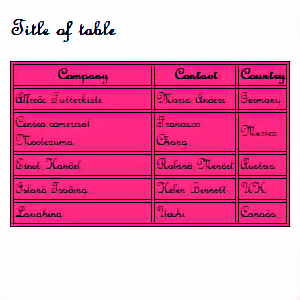 Title of table
Company Contact Country
Alfreds Futterkiste Maria Anders Germany
Centro comercial
Moctezuma
Francisco
Chang
Mexico
Ernst Handel Roland Mendel Austria
Island Trading Helen Bennett UK
Laughing Yoshi Canada